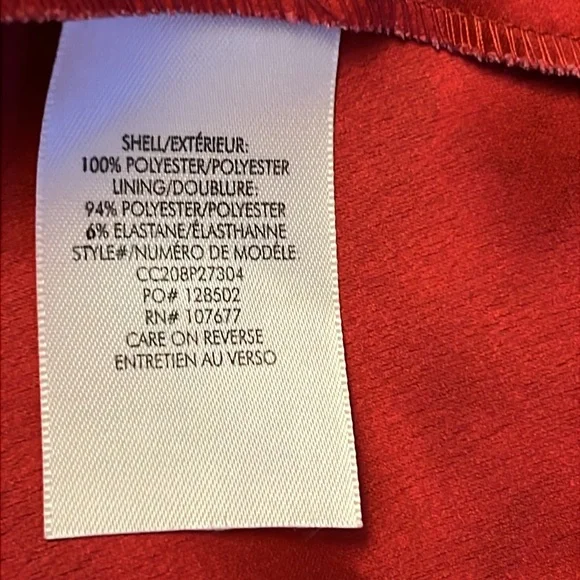 SHELL/EXTÉRIEUR:
100% POLYESTER/POLYESTER
LINING/DOUBLURE:
94% POLYESTER/POLYESTER
6% ELASTANE/ÉLASTHANNE
STYLE#/NUMÉRO DE MODÈLE
CC208P27304
PO# 128502
RN# 107677
CARE ON REVERSE
ENTRETIEN AU VERSO